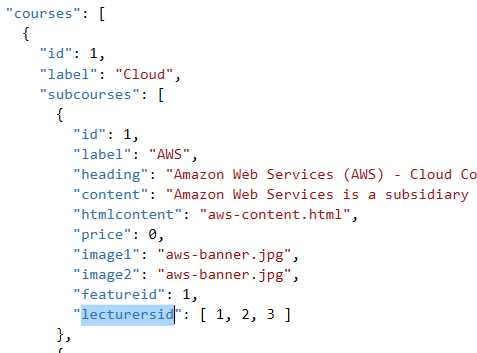 "courses": [
{
"id": 1,
"label": "Cloud",
"subcourses": [
{
"id": 1,
"label": "AWS",
"heading": "Amazon Web Services (AWS) - Cloud Co
"content": "Amazon Web Services is a subsidiary
"htmlcontent": "aws-content.html",
"price": 0,
"image1": "aws-banner.jpg",
"image2": "aws-banner.jpg",
"featureid": 1,
"lecturersid": [ 1, 2, 3 ]
},
{